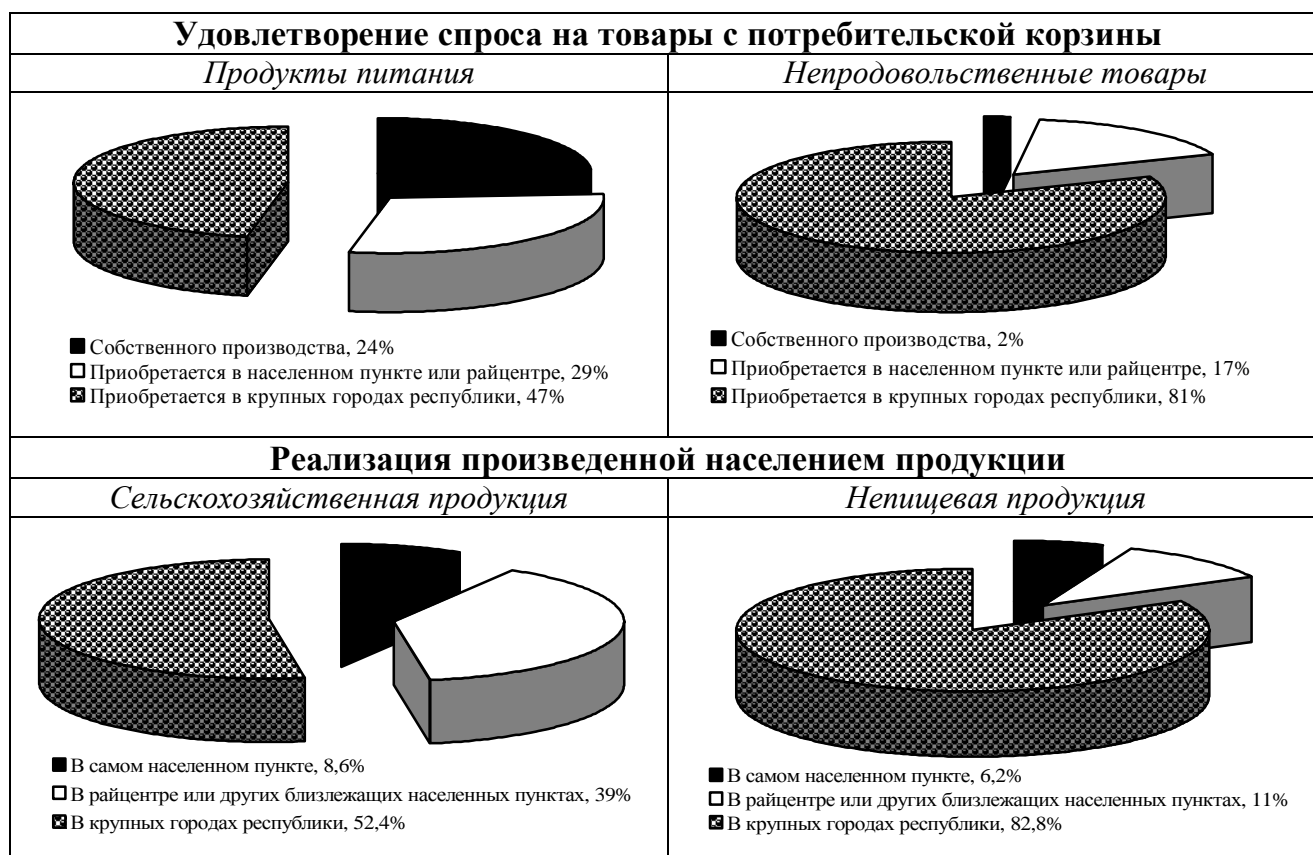 Удовлетворение спроса на товары с потребительской корзины
Продукты питания
Непродовольственные товары
Собственного производства, 24%
Приобретается в населенном пункте или райцентре, 29%
Приобретается в крупных городах республики, 47%
Собственного производства, 2%
Приобретается в населенном пункте или райцентре, 17%
Приобретается в крупных городах республики, 81%
Реализация произведенной населением продукции
Сельскохозяйственная продукция
Непищевая продукция
В самом населенном пункте, 8,6%
В райцентре или других близлежащих населенных пунктах, 39%
В крупных городах республики, 52,4%
В самом населенном пункте, 6,2%
В райцентре или других близлежащих населенных пунктах, 11%
В крупных городах республики, 82,8%